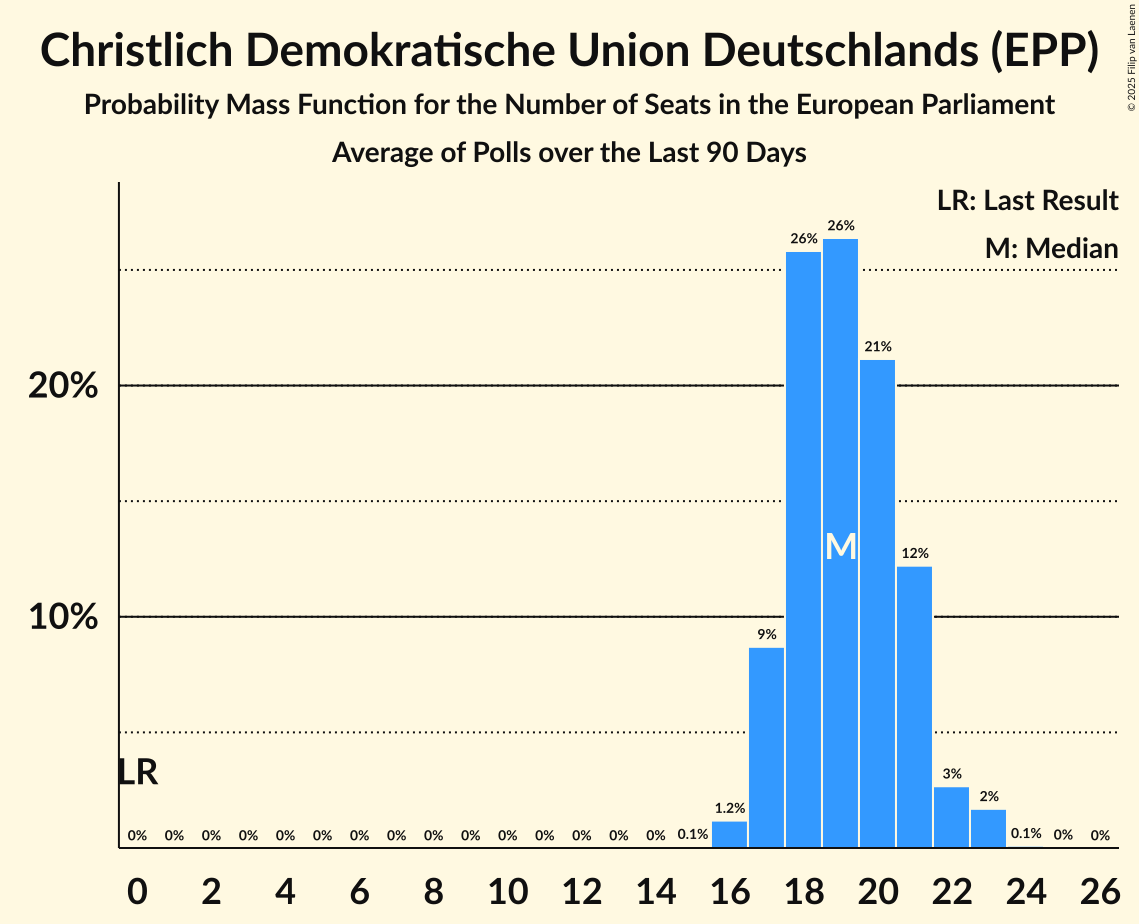 Christlich Demokratische Union Deutschlands (EPP)
Probability Mass Function for the Number of Seats in the European Parliament
Average of Polls over the Last 90 Days
© 2025 Filip van Laenen
LR: Last Result
M: Median
20%
10%
LR
M
0% 0% 0% 0% 0% 0% 0% 0% 0% 0% 0% 0% 0% 0% 0% 0.1% 1.2% 9% 26% 26% 21% 12% 3% 2% 0.1% 0% 0%
0 2 4 6 8 10 12 14 16 18 20 22 24 26